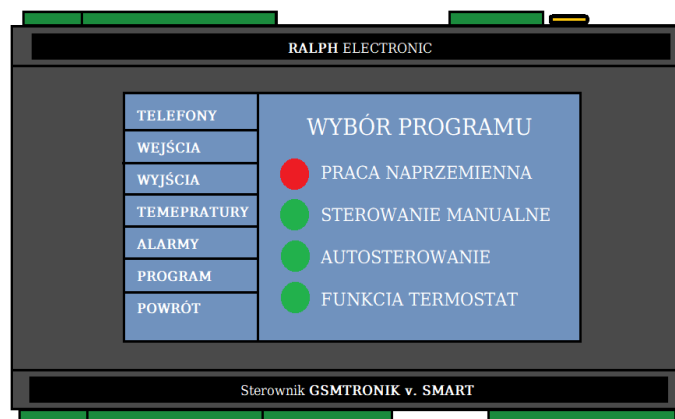 RALPH ELECTRONIC
TELEFONY
WEJŚCIA
WYJŚCIA
TEMEPRATURY
ALARMY
PROGRAM
POWRÓT
WYBÓR PROGRAMU
PRACA NAPRZEMIENNA
STEROWANIE MANUALNE
AUTOSTEROWANIE
FUNKCIA TERMOSTAT
Sterownik GSMTRONIK v. SMART